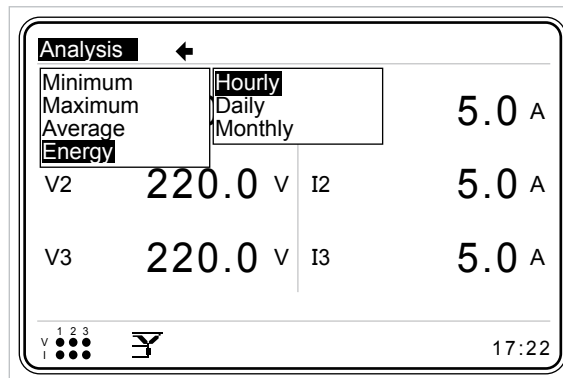 Analysis
Minimum
Maximum
Average
Energy
Hourly
Daily
Monthly
5.0 A
V2 220.0 V I2 5.0 A
V3 220.0 V I3 5.0 A
1 2 3
V
I
17:22